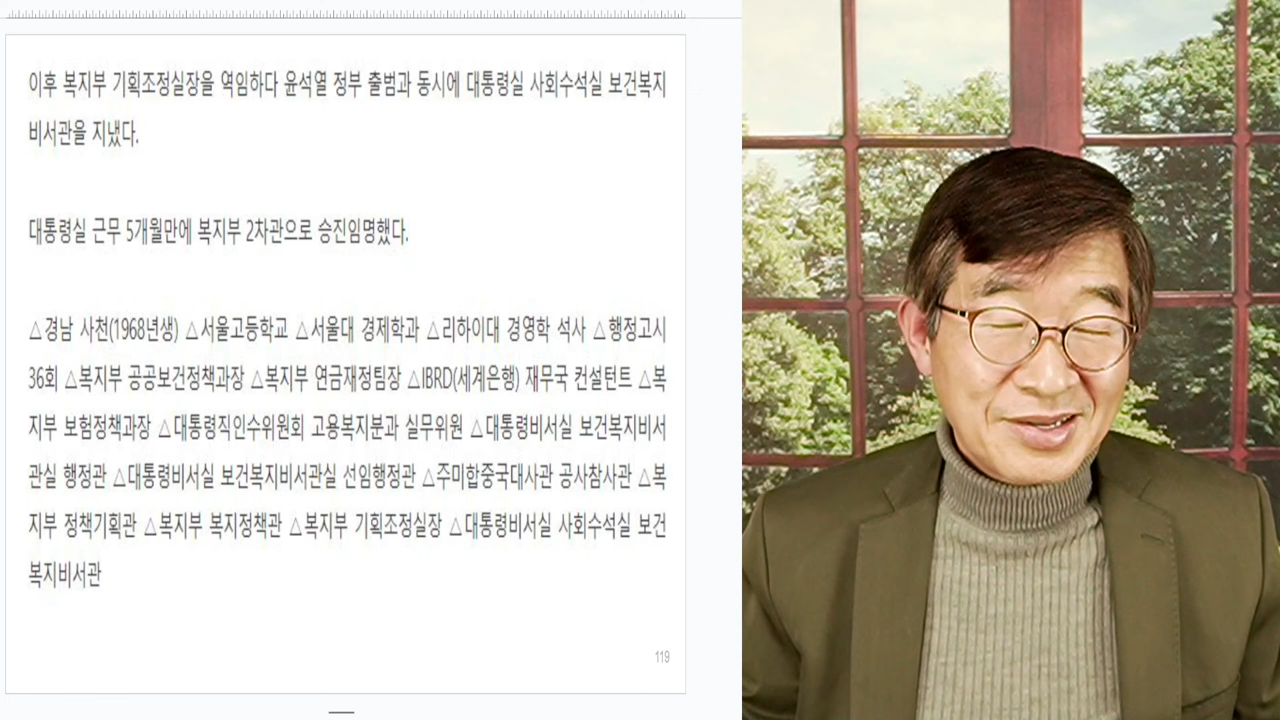 이후 복지부 기획조정실장을 역임하다 윤석열 정부 출범과 동시에 대통령실 사회수석실 보건복지
비서관을 지냈다.
대통령실 근무 5개월만에 복지부 2차관으로 승진임명했다.
△경남 사천(1968년생) △서울고등학교 △서울대 경제학과 △리하이대 경영학 석사 △행정고시
36회 △복지부 공공보건정책과장 △복지부 연금재정팀장 △IBRD(세계은행) 재무국 컨설턴트 △복
지부 보험정책과장 △대통령직인수위원회 고용복지분과 실무위원 △대통령비서실 보건복지비서
관실 행정관 △대통령비서실 보건복지비서관실 선임행정관 △주미합중국대사관 공사참사관 △복
지부 정책기획관 △복지부 복지정책관 △복지부 기획조정실장 △대통령비서실 사회수석실 보건
복지비서관
119